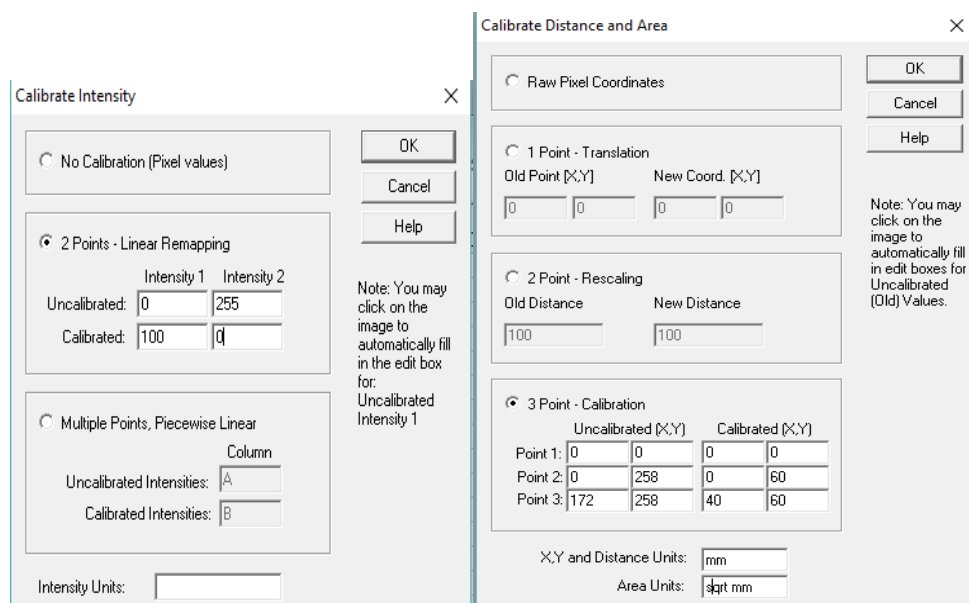 Calibrate Intensity
No Calibration (Pixel values)
2 Points - Linear Remapping
Intensity 1 Intensity 2
Uncalibrated: 0 255
Calibrated: 100 0
Multiple Points, Piecewise Linear
Column
Uncalibrated Intensities: A
Calibrated Intensities: B
Intensity Units:
OK
Cancel
Help
Note: You may
click on the
image to
automatically fill
in the edit box
for:
Uncalibrated
Intensity 1
Calibrate Distance and Area
Raw Pixel Coordinates
1 Point - Translation
Old Point [X,Y] New Coord. [X,Y]
0 0 0 0
2 Point - Rescaling
Old Distance New Distance
100 100
3 Point - Calibration
Uncalibrated (X,Y) Calibrated (X,Y)
Point 1: 0 0 0 0
Point 2: 0 258 0 60
Point 3: 172 258 40 60
X,Y and Distance Units: mm
Area Units: sqrt mm
OK
Cancel
Help
Note: You may
click on the
image to
automatically fill
in edit boxes for
Uncalibrated
(Old) Values.